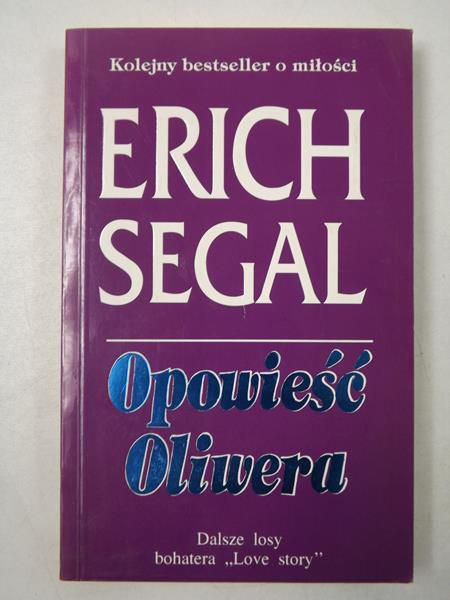 Kolejny bestseller o miłości
ERICH
SEGAL
Opowieść
Oliwera
Dalsze losy
bohatera „Love story”